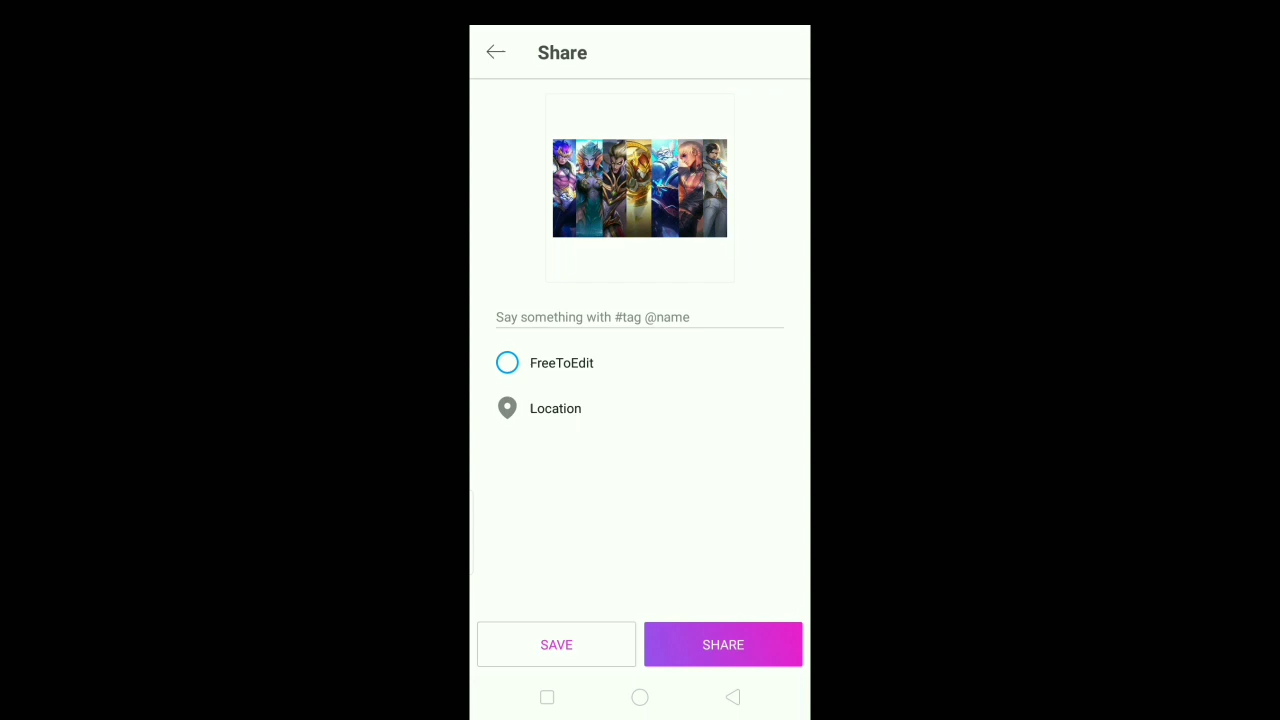 Share
Say something with #tag @name
FreeToEdit
Location
SAVE
SHARE